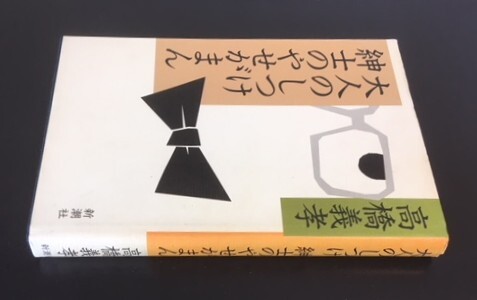 大人のしつけ
紳士のやせがまん
高橋義孝
新潮社
大人のしつけ 紳士のやせがまん 高橋義孝 新潮